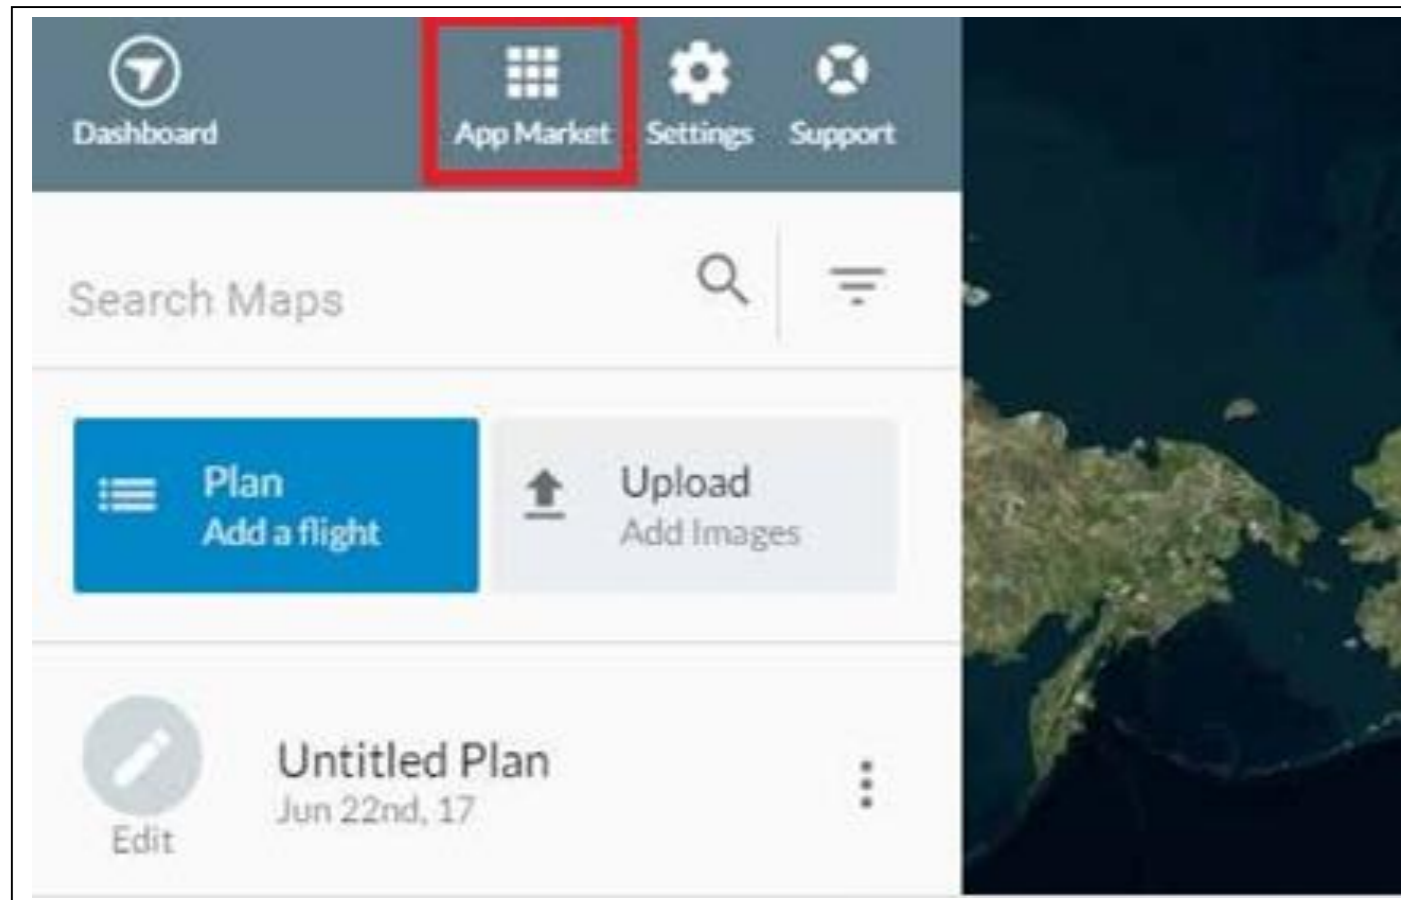 Dashboard
App Market
Settings
Support
Search Maps
Plan
Add a flight
Upload
Add Images
Untitled Plan
Jun 22nd, 17
Edit